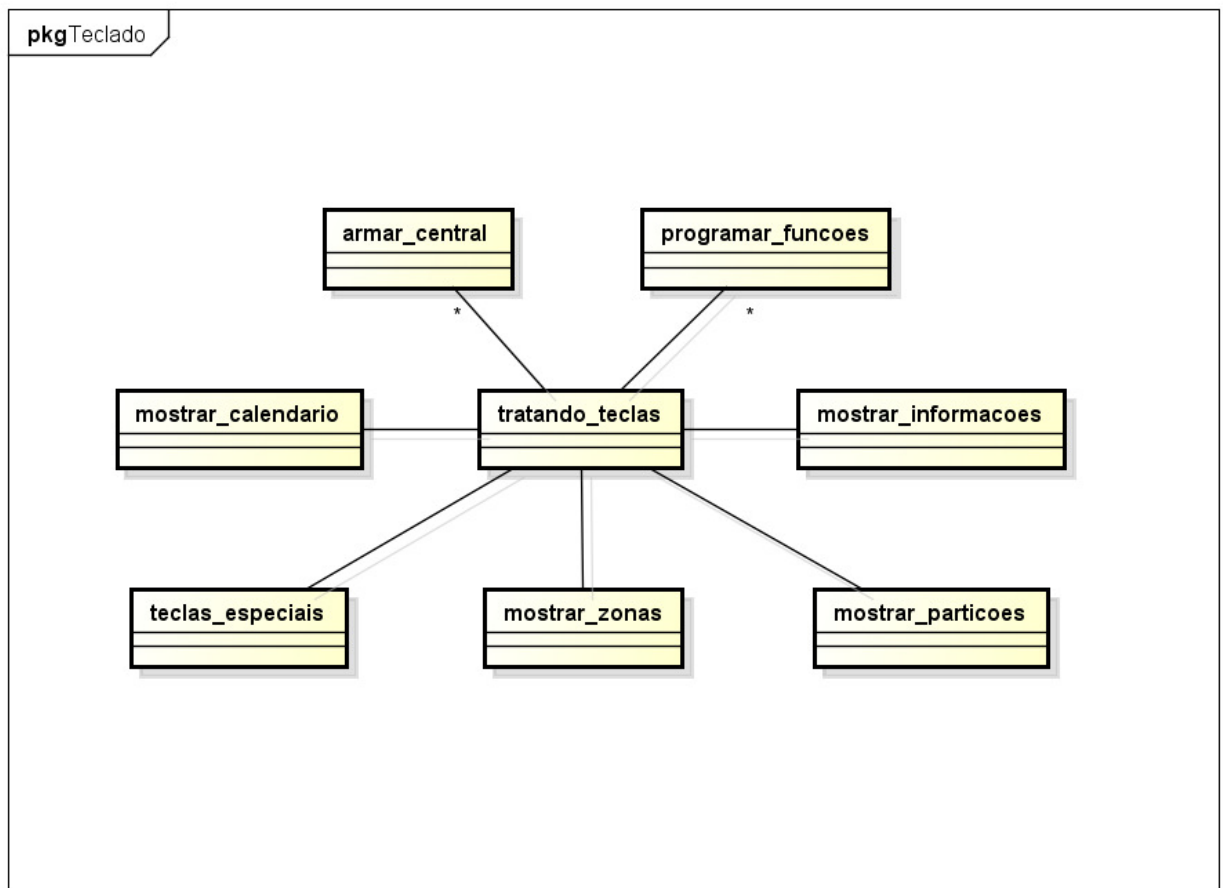 pkgTeclado
armar_central
programar_funcoes
*
*
mostrar_calendario
tratando_teclas
mostrar_informacoes
teclas_especiais
mostrar_zonas
mostrar_particoes